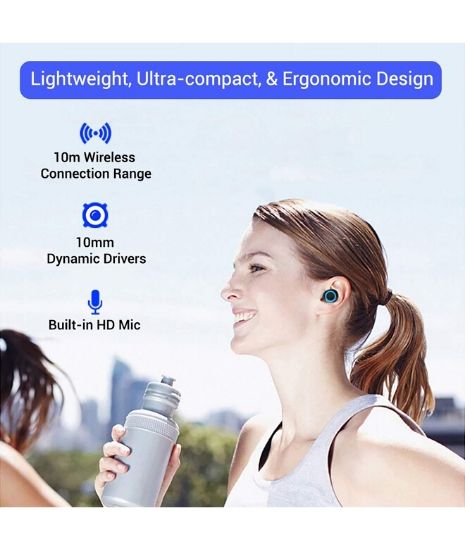 Lightweight, Ultra-compact, & Ergonomic Design
10m Wireless
Connection Range
10mm
Dynamic Drivers
Built-in HD Mic